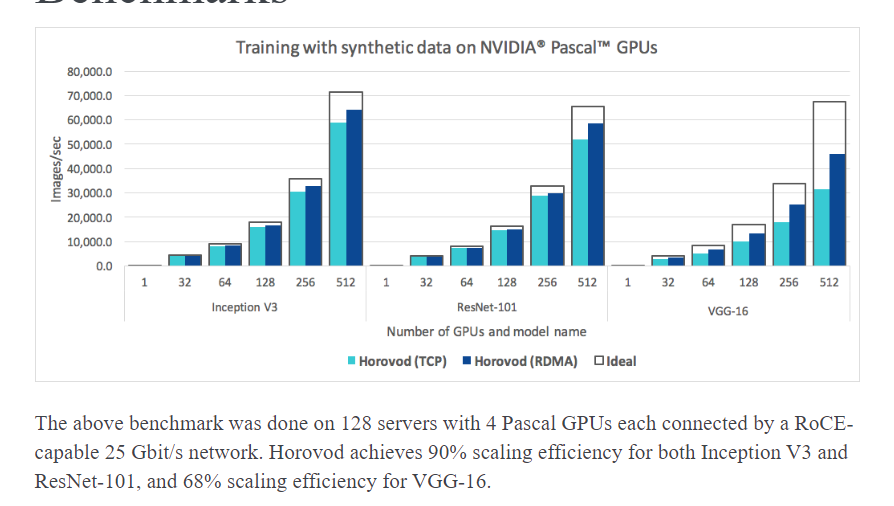 Training with synthetic data on NVIDIA® Pascal™ GPUs
80,000.0
70,000.0
60,000.0
50,000.0
40,000.0
30,000.0
20,000.0
10,000.0
0.0
Images/sec
1 32 64 128 256 512 1 32 64 128 256 512 1 32 64 128 256 512
Inception V3 ResNet-101 VGG-16
Number of GPUs and model name
Horovod (TCP) Horovod (RDMA) Ideal
The above benchmark was done on 128 servers with 4 Pascal GPUs each connected by a RoCE-
capable 25 Gbit/s network. Horovod achieves 90% scaling efficiency for both Inception V3 and
ResNet-101, and 68% scaling efficiency for VGG-16.